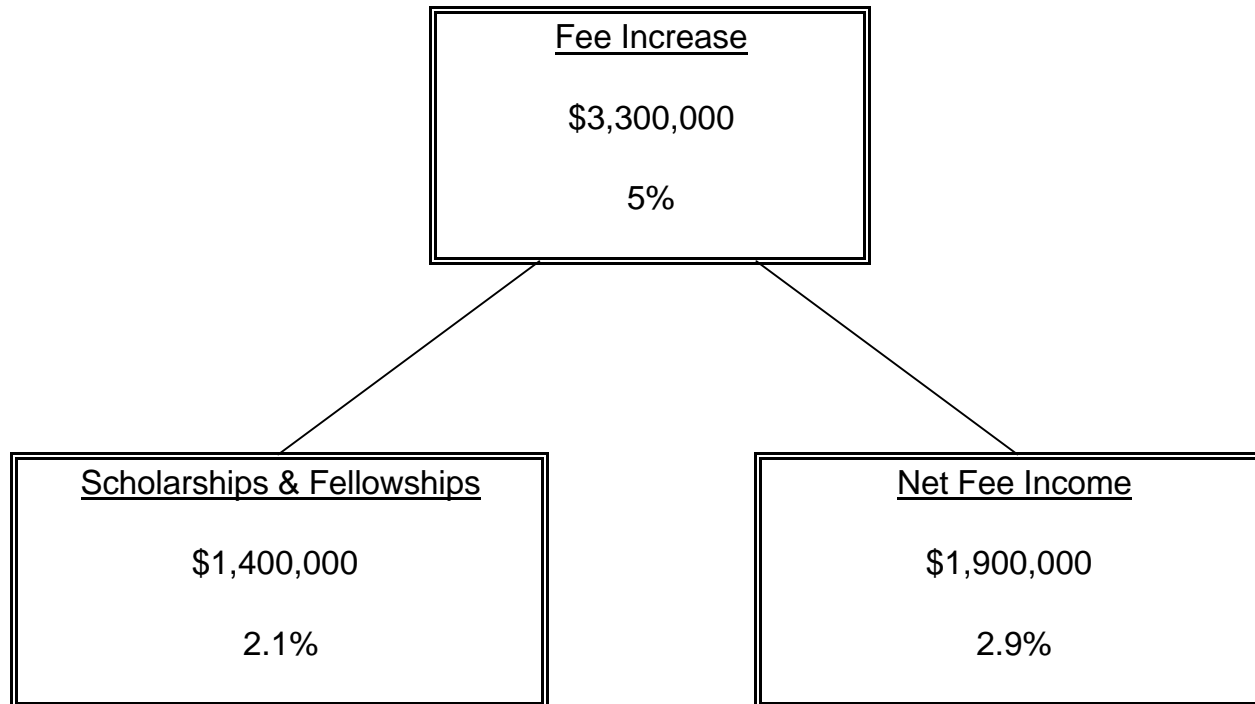 Fee Increase
$3,300,000
5%
Scholarships & Fellowships
$1,400,000
2.1%
Net Fee Income
$1,900,000
2.9%